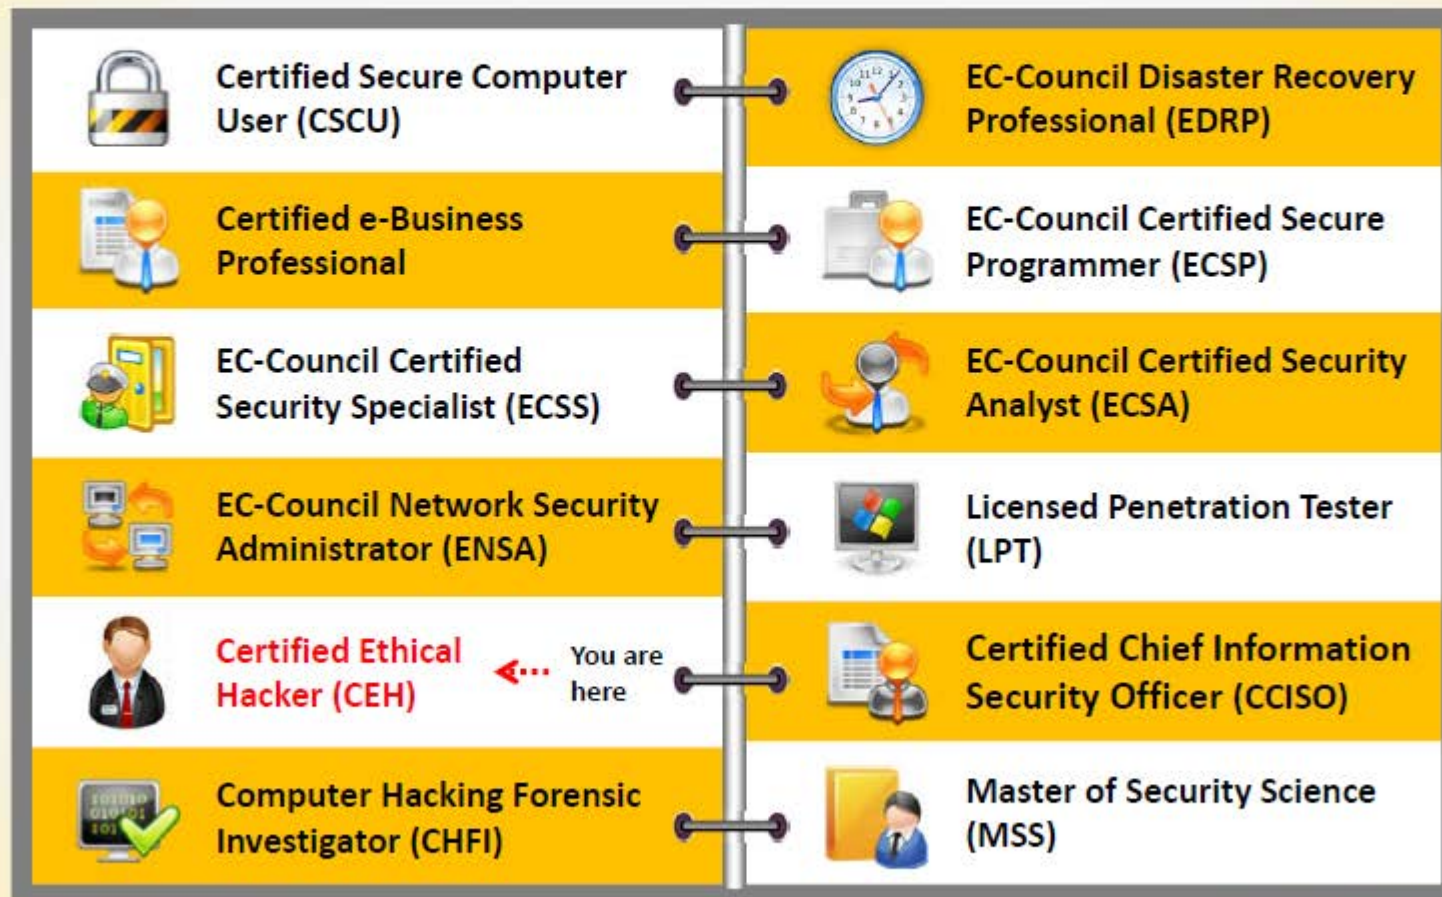 Certified Secure Computer
User (CSCU)
Certified e-Business
Professional
EC-Council Certified
Security Specialist (ECSS)
EC-Council Network Security
Administrator (ENSA)
Certified Ethical
Hacker (CEH)
You are
here
Computer Hacking Forensic
Investigator (CHFI)
EC-Council Disaster Recovery
Professional (EDRP)
EC-Council Certified Secure
Programmer (ECSP)
EC-Council Certified Security
Analyst (ECSA)
Licensed Penetration Tester
(LPT)
Certified Chief Information
Security Officer (CCISO)
Master of Security Science
(MSS)